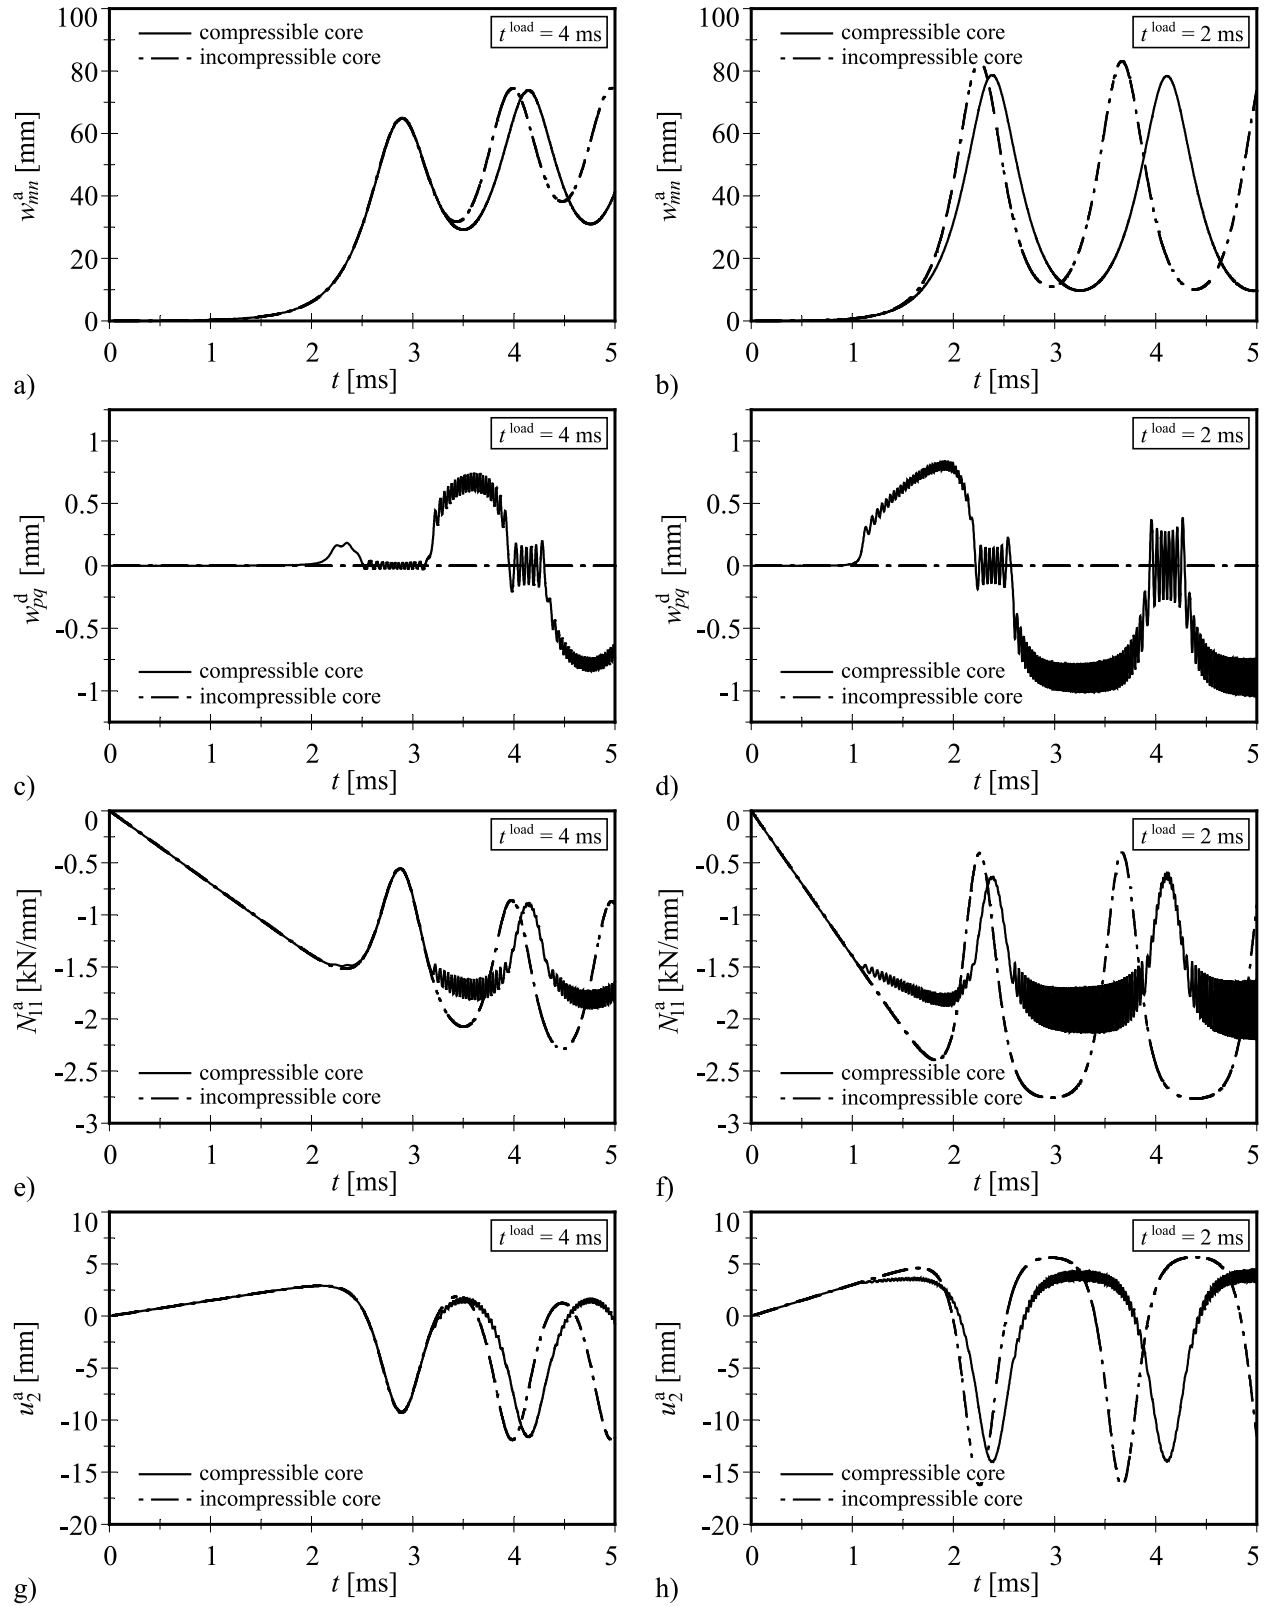 100
80
60
40
20
0
w^a_mn [mm]
compressible core
incompressible core
t^load = 4 ms
0 1 2 3 4 5
t [ms]
a)
100
80
60
40
20
0
w^a_mn [mm]
compressible core
incompressible core
t^load = 2 ms
0 1 2 3 4 5
t [ms]
b)
1
0.5
0
-0.5
-1
w^d_pq [mm]
t^load = 4 ms
compressible core
incompressible core
0 1 2 3 4 5
t [ms]
c)
1
0.5
0
-0.5
-1
w^d_pq [mm]
t^load = 2 ms
compressible core
incompressible core
0 1 2 3 4 5
t [ms]
d)
0
-0.5
-1
-1.5
-2
-2.5
-3
N^a_11 [kN/mm]
t^load = 4 ms
compressible core
incompressible core
0 1 2 3 4 5
t [ms]
e)
0
-0.5
-1
-1.5
-2
-2.5
-3
N^a_11 [kN/mm]
t^load = 2 ms
compressible core
incompressible core
0 1 2 3 4 5
t [ms]
f)
10
5
0
-5
-10
-15
-20
u^a_2 [mm]
t^load = 4 ms
compressible core
incompressible core
0 1 2 3 4 5
t [ms]
g)
10
5
0
-5
-10
-15
-20
u^a_2 [mm]
t^load = 2 ms
compressible core
incompressible core
0 1 2 3 4 5
t [ms]
h)